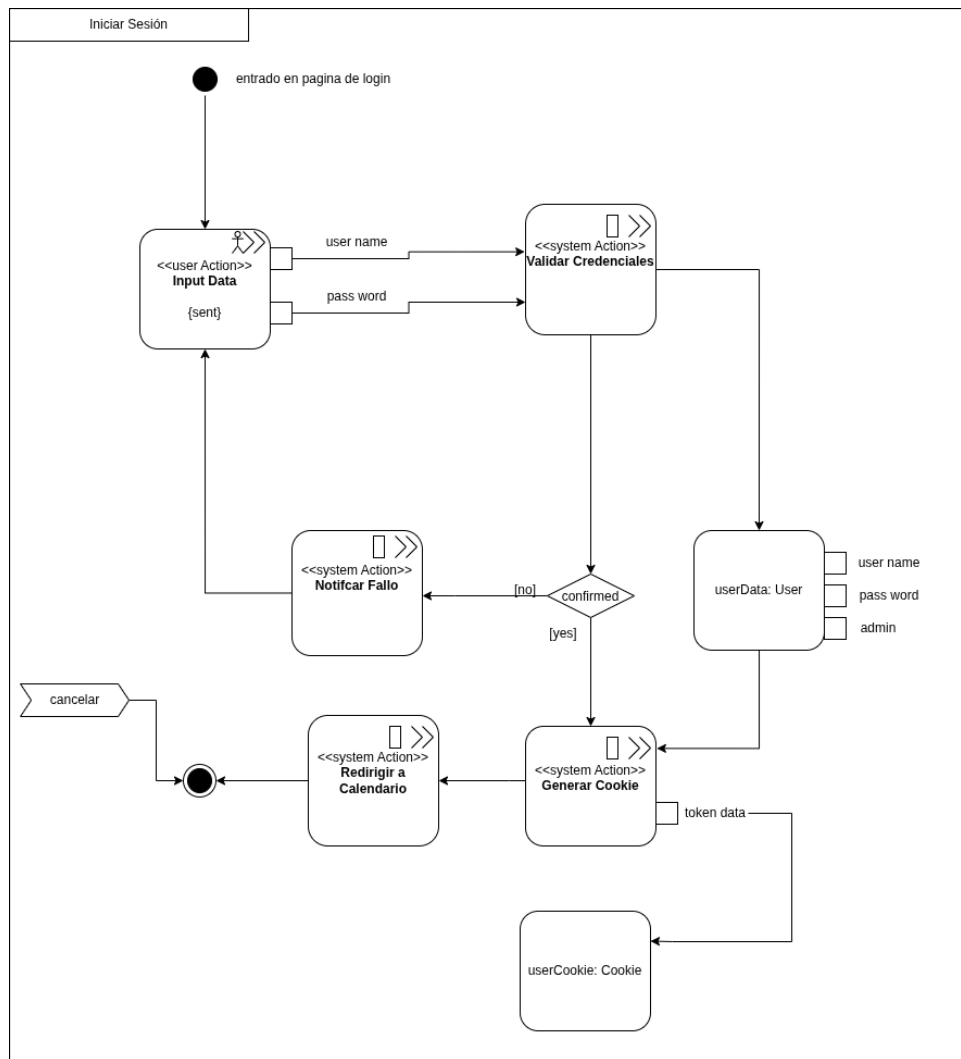 Iniciar Sesión
entrado en pagina de login
<<user Action>>
Input Data
{sent}
user name
pass word
<<system Action>>
Validar Credenciales
<<system Action>>
Notifcar Fallo
[no]
confirmed
[yes]
userData: User
user name
pass word
admin
cancelar
<<system Action>>
Redirigir a
Calendario
<<system Action>>
Generar Cookie
token data
userCookie: Cookie